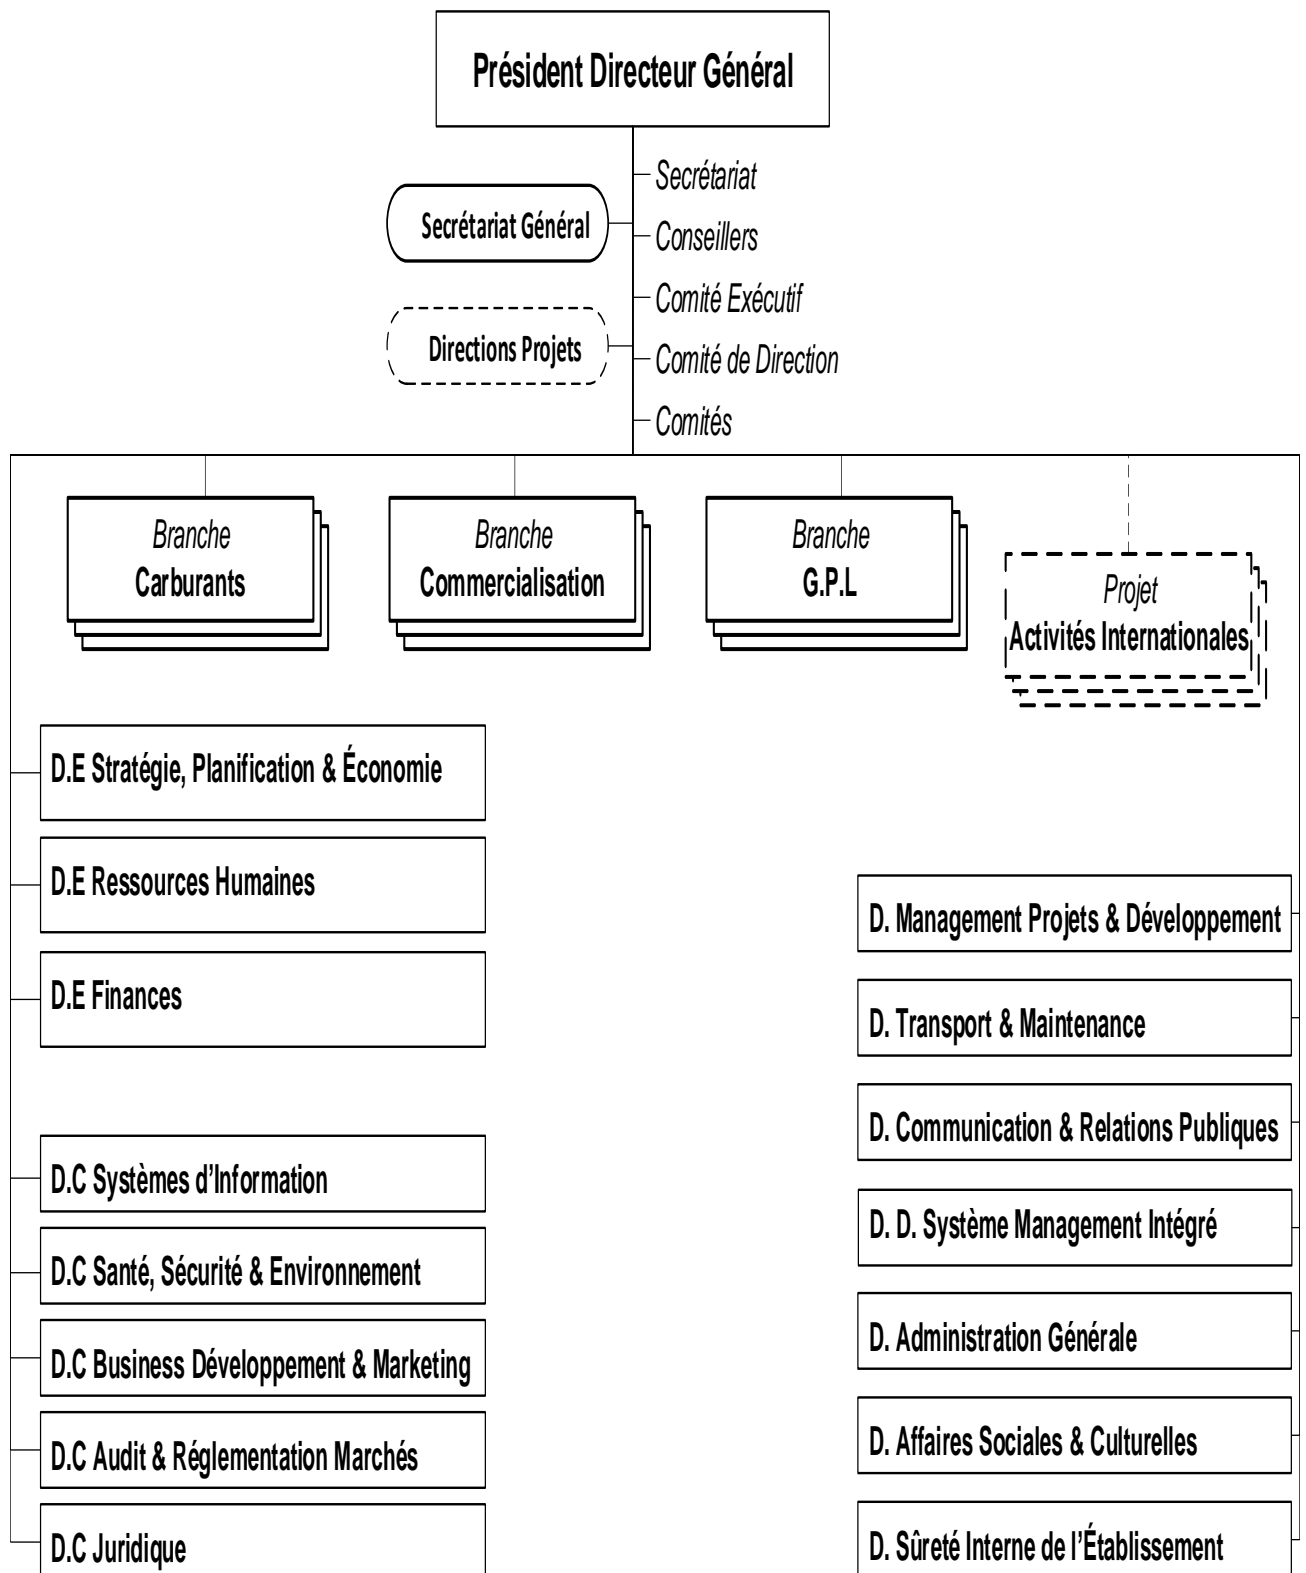 Président Directeur Général
Secrétariat
Secrétariat Général
Conseillers
Comité Exécutif
Directions Projets
Comité de Direction
Comités
Branche
Carburants
Branche
Commercialisation
Branche
G.P.L
Projet
Activités Internationales
D.E Stratégie, Planification & Économie
D.E Ressources Humaines
D.E Finances
D.C Systèmes d'Information
D.C Santé, Sécurité & Environnement
D.C Business Développement & Marketing
D.C Audit & Réglementation Marchés
D.C Juridique
D. Management Projets & Développement
D. Transport & Maintenance
D. Communication & Relations Publiques
D. D. Système Management Intégré
D. Administration Générale
D. Affaires Sociales & Culturelles
D. Sûreté Interne de l'Établissement